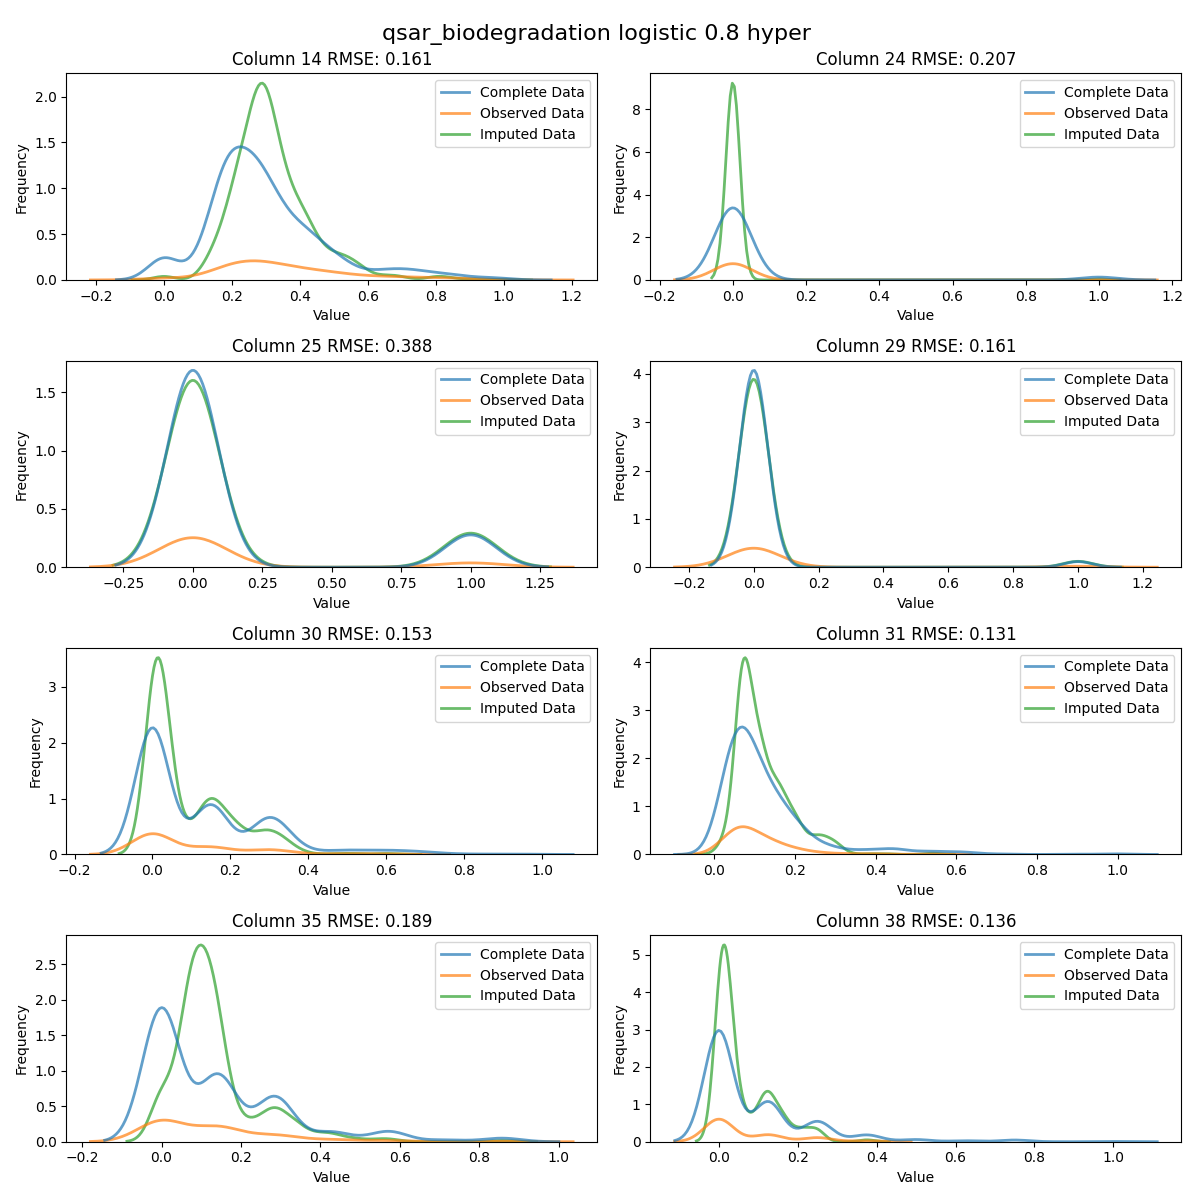 qsar_biodegradation logistic 0.8 hyper
Column 14 RMSE: 0.161
Frequency
2.0
1.5
1.0
0.5
0.0
Complete Data
Observed Data
Imputed Data
−0.2 0.0 0.2 0.4 0.6 0.8 1.0 1.2
Value
Column 24 RMSE: 0.207
Frequency
8
6
4
2
0
Complete Data
Observed Data
Imputed Data
−0.2 0.0 0.2 0.4 0.6 0.8 1.0 1.2
Value
Column 25 RMSE: 0.388
Frequency
1.5
1.0
0.5
0.0
Complete Data
Observed Data
Imputed Data
−0.25 0.00 0.25 0.50 0.75 1.00 1.25
Value
Column 29 RMSE: 0.161
Frequency
4
3
2
1
0
Complete Data
Observed Data
Imputed Data
−0.2 0.0 0.2 0.4 0.6 0.8 1.0 1.2
Value
Column 30 RMSE: 0.153
Frequency
3
2
1
0
Complete Data
Observed Data
Imputed Data
−0.2 0.0 0.2 0.4 0.6 0.8 1.0
Value
Column 31 RMSE: 0.131
Frequency
4
3
2
1
0
Complete Data
Observed Data
Imputed Data
0.0 0.2 0.4 0.6 0.8 1.0
Value
Column 35 RMSE: 0.189
Frequency
2.5
2.0
1.5
1.0
0.5
0.0
Complete Data
Observed Data
Imputed Data
−0.2 0.0 0.2 0.4 0.6 0.8 1.0
Value
Column 38 RMSE: 0.136
Frequency
5
4
3
2
1
0
Complete Data
Observed Data
Imputed Data
0.0 0.2 0.4 0.6 0.8 1.0
Value